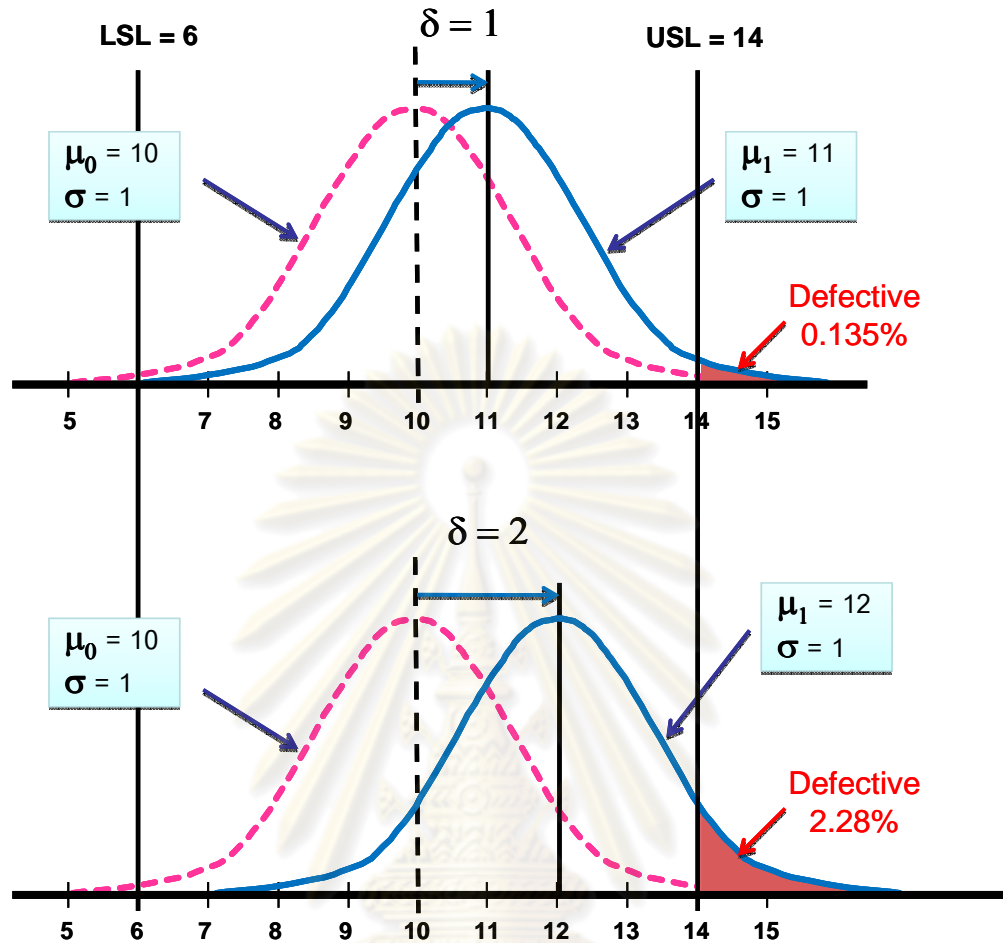 δ = 1
LSL = 6
USL = 14
μ₀ = 10
σ = 1
μ₁ = 11
σ = 1
Defective
0.135%
5 6 7 8 9 10 11 12 13 14 15
δ = 2
μ₀ = 10
σ = 1
μ₁ = 12
σ = 1
Defective
2.28%
5 6 7 8 9 10 11 12 13 14 15